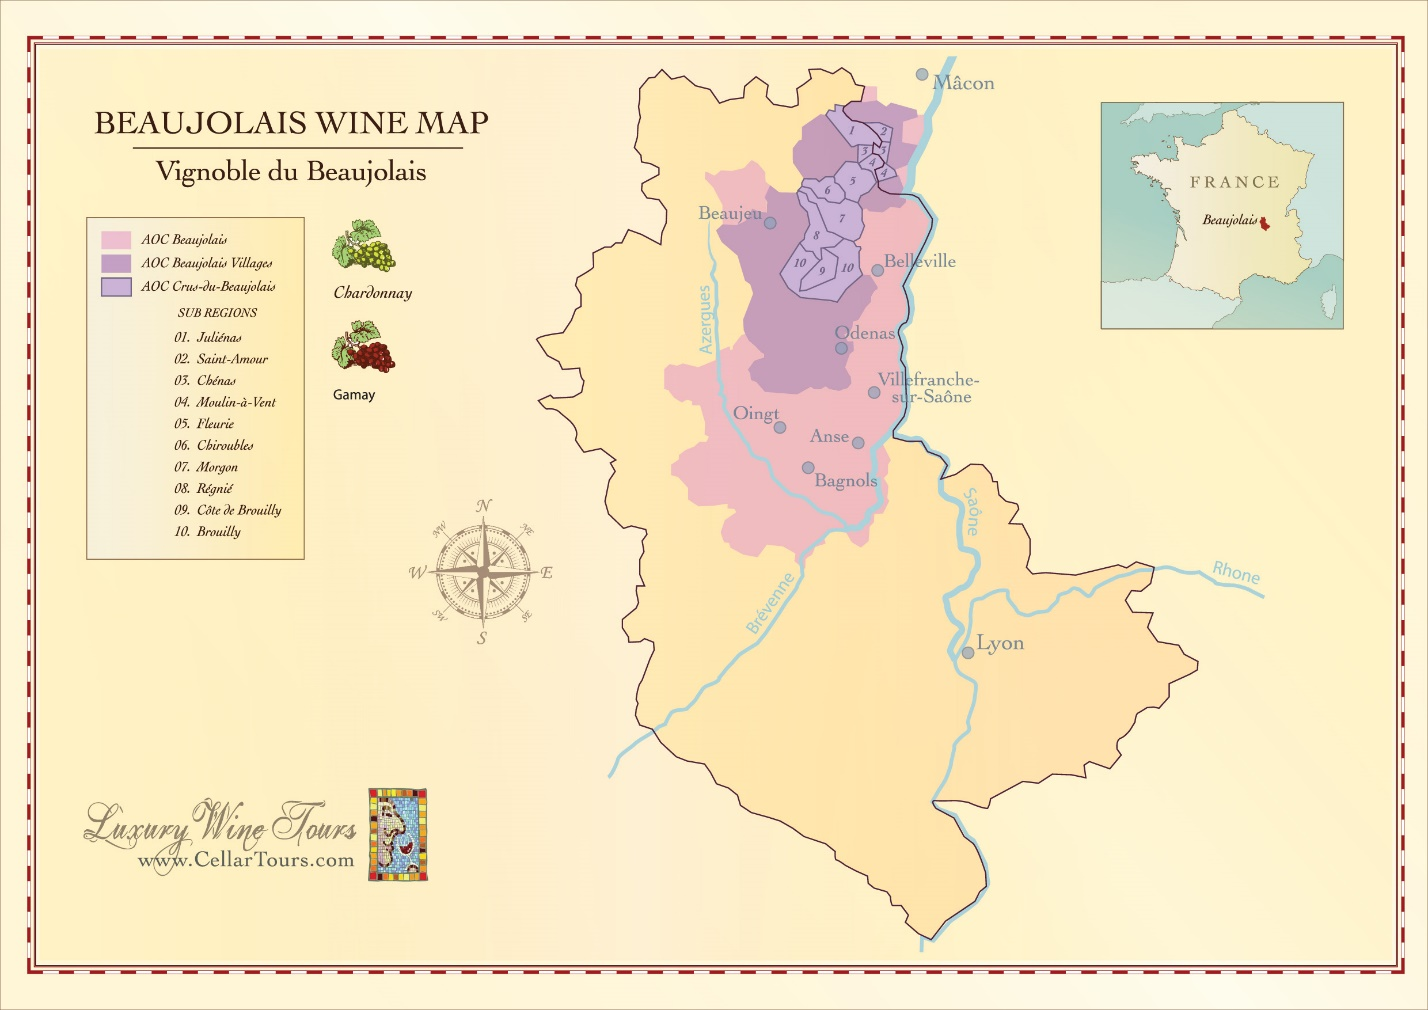 BEAUJOLAIS WINE MAP
Vignoble du Beaujolais
AOC Beaujolais
AOC Beaujolais Villages
AOC Crus-du-Beaujolais
SUB REGIONS
01. Juliénas
02. Saint-Amour
03. Chénas
04. Moulin-à-Vent
05. Fleurie
06. Chiroubles
07. Morgon
08. Régnié
09. Côte de Brouilly
10. Brouilly
Chardonnay
Gamay
N
NW
NE
W
E
SW
SE
S
Luxury Wine Tours
www.CellarTours.com
Mâcon
1
2
3
3
4
4
5
6
7
8
10
9
10
Beaujeu
Belleville
Azergues
Odenas
Villefranche-
sur-Saône
Oingt
Anse
Bagnols
Saône
Brévenne
Rhone
Lyon
FRANCE
Beaujolais